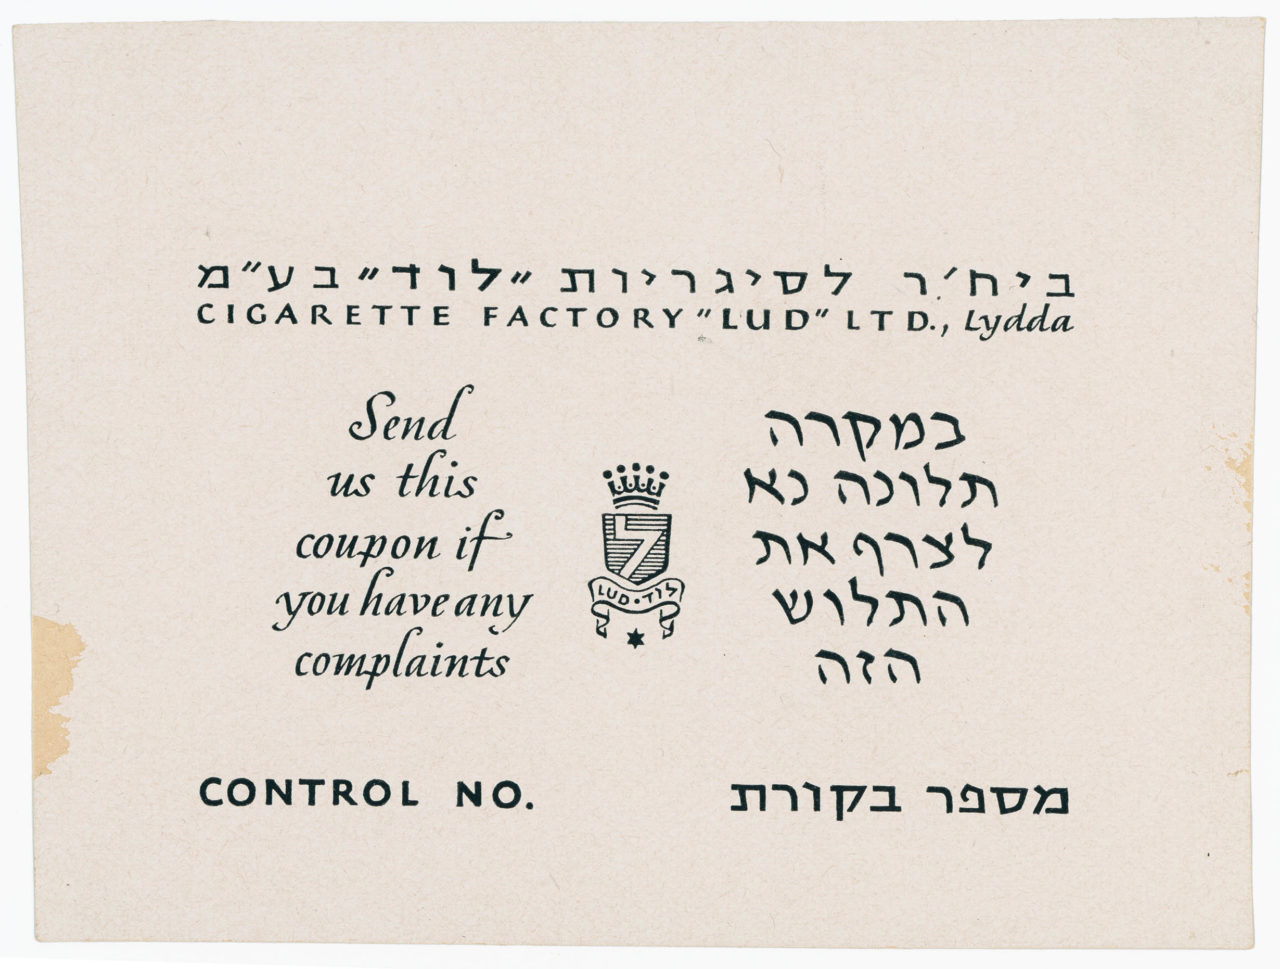 ביח'ר לסיגריות "לוד" בע"מ
CIGARETTE FACTORY "LUD" LTD., Lydda
Send
us this
coupon if
you have any
complaints
LUD · לוד
במקרה
תלונה נא
לצרף את
התלוש
הזה
CONTROL NO.
מספר בקורת